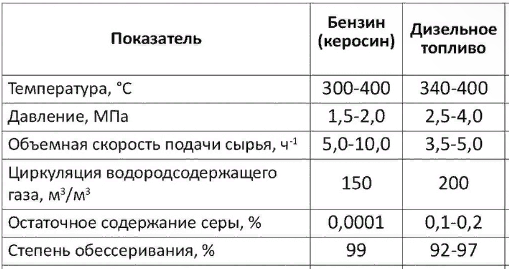 Показатель Бензин (керосин) Дизельное топливо
Температура, °С 300-400 340-400
Давление, МПа 1,5-2,0 2,5-4,0
Объемная скорость подачи сырья, ч⁻¹ 5,0-10,0 3,5-5,0
Циркуляция водородсодержащего
газа, м³/м³ 150 200
Остаточное содержание серы, % 0,0001 0,1-0,2
Степень обессеривания, % 99 92-97